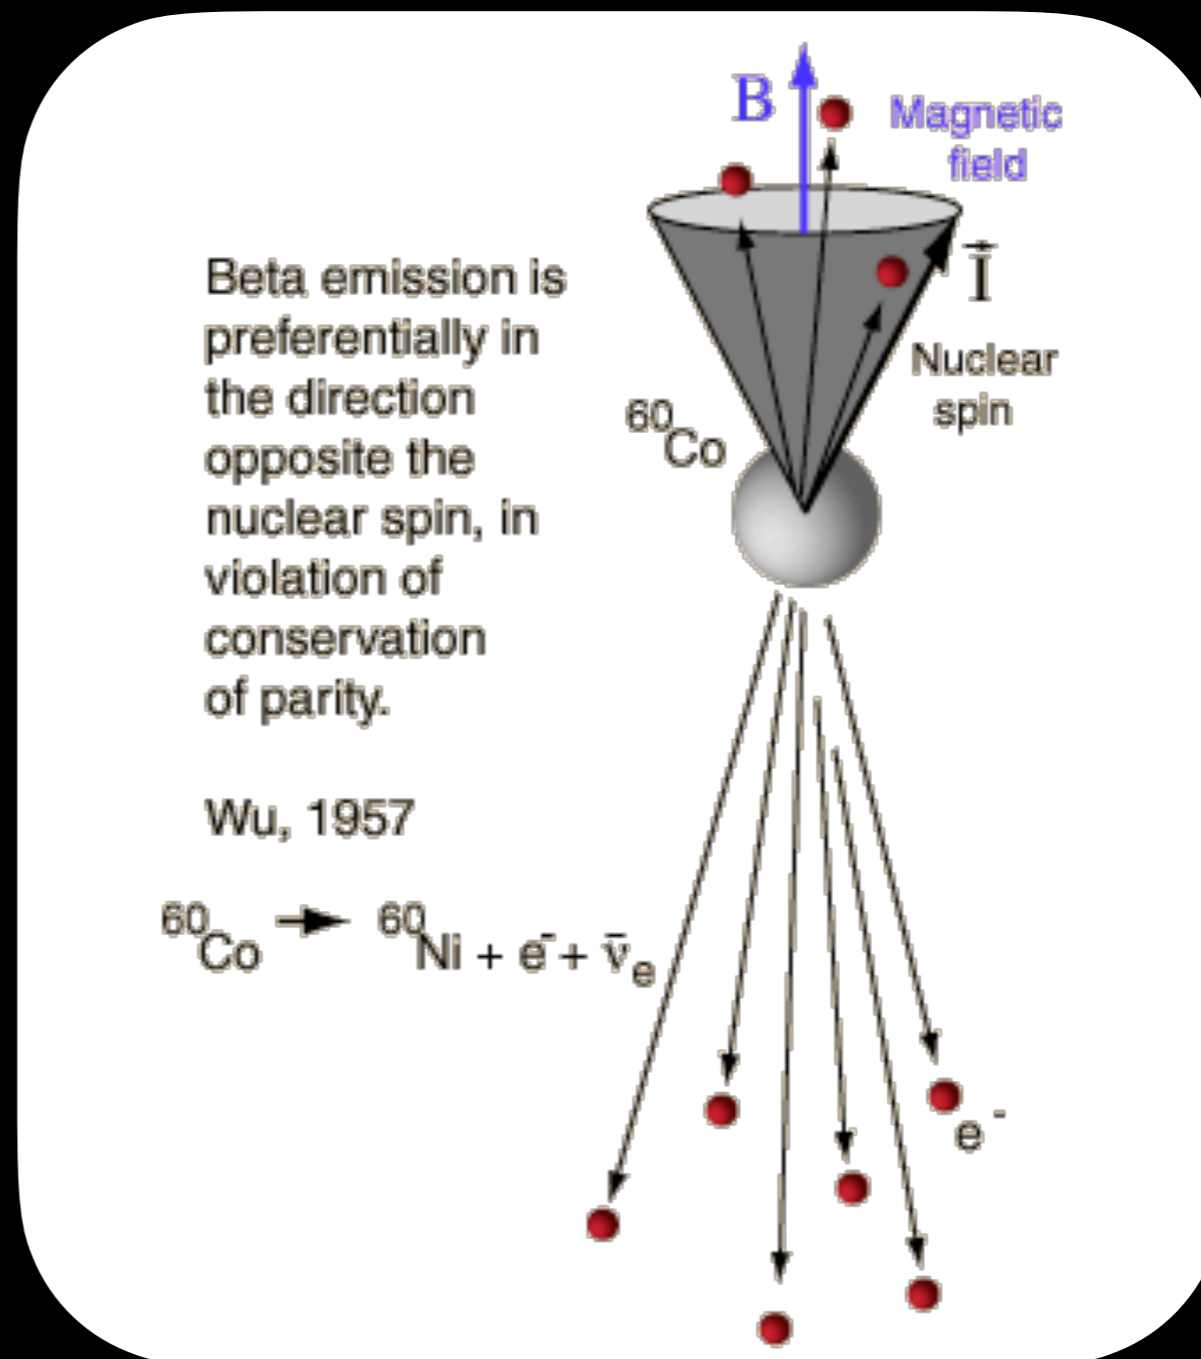 B
Magnetic
field
Beta emission is
preferentially in
the direction
opposite the
nuclear spin, in
violation of
conservation
of parity.
I⃗
Nuclear
spin
⁶⁰Co
Wu, 1957
⁶⁰Co → ⁶⁰Ni + e⁻ + ν̄ₑ
e⁻